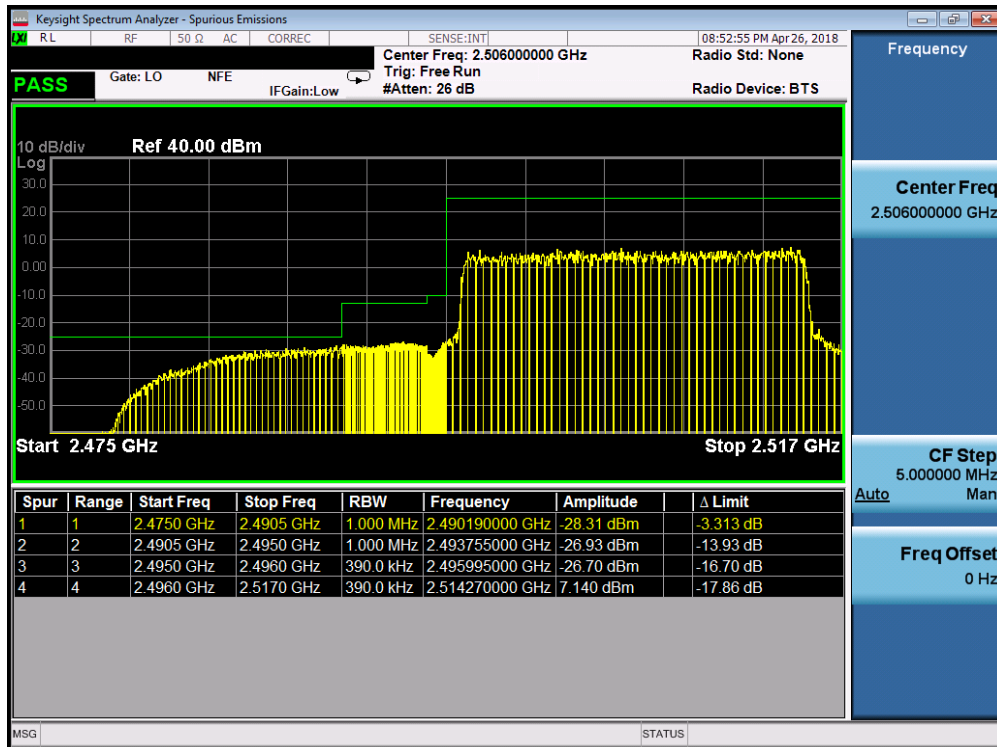 Keysight Spectrum Analyzer - Spurious Emissions
LXI RL RF 50 Ω AC CORREC SENSE:INT 08:52:55 PM Apr 26, 2018
Center Freq: 2.506000000 GHz Radio Std: None
PASS Gate: LO NFE Trig: Free Run
IFGain:Low #Atten: 26 dB Radio Device: BTS
10 dB/div Ref 40.00 dBm
Log
30.0
20.0
10.0
0.00
-10.0
-20.0
-30.0
-40.0
-50.0
Start 2.475 GHz Stop 2.517 GHz
Spur Range Start Freq Stop Freq RBW Frequency Amplitude Δ Limit
1 1 2.4750 GHz 2.4905 GHz 1.000 MHz 2.490190000 GHz -28.31 dBm -3.313 dB
2 2 2.4905 GHz 2.4950 GHz 1.000 MHz 2.493755000 GHz -26.93 dBm -13.93 dB
3 3 2.4950 GHz 2.4960 GHz 390.0 kHz 2.495995000 GHz -26.70 dBm -16.70 dB
4 4 2.4960 GHz 2.5170 GHz 390.0 kHz 2.514270000 GHz 7.140 dBm -17.86 dB
MSG STATUS
Frequency
Center Freq
2.506000000 GHz
CF Step
5.000000 MHz
Auto Man
Freq Offset
0 Hz